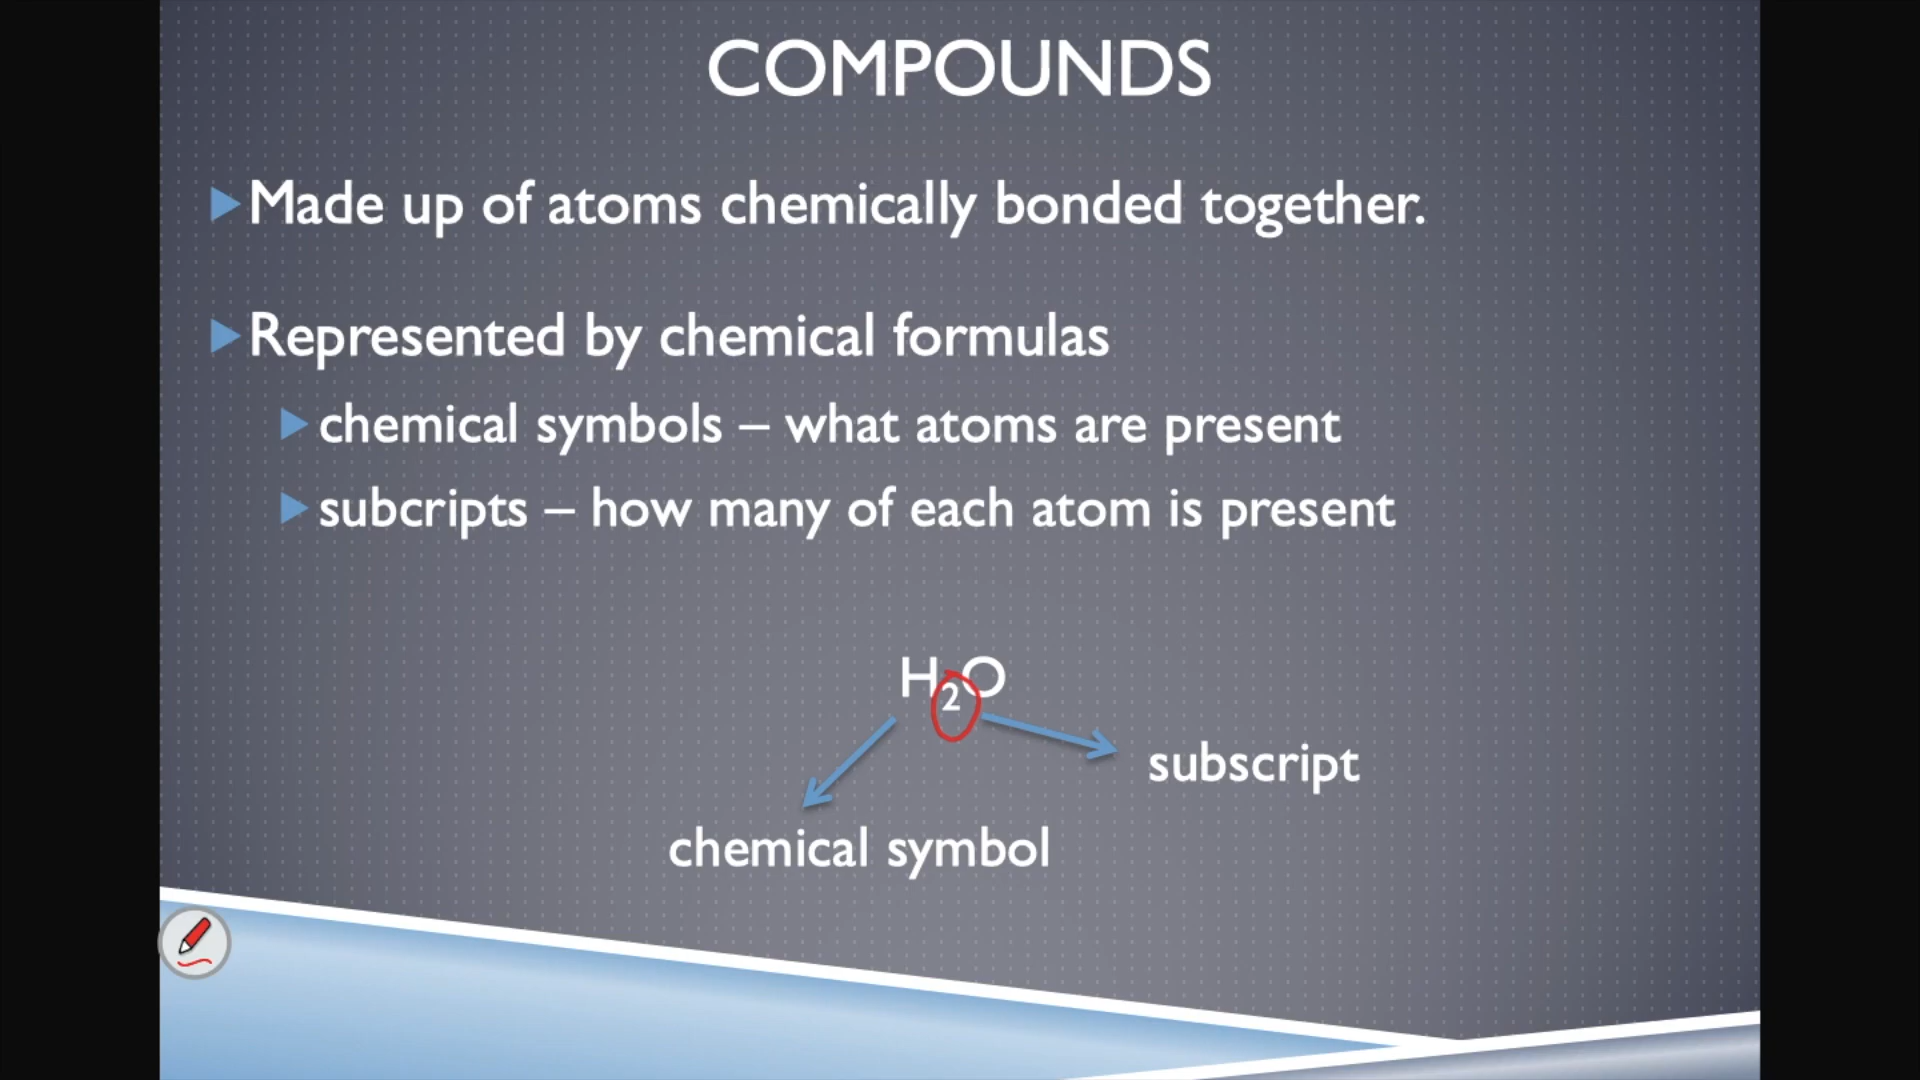 COMPOUNDS
Made up of atoms chemically bonded together.
Represented by chemical formulas
chemical symbols – what atoms are present
subcripts – how many of each atom is present
H₂O
subscript
chemical symbol